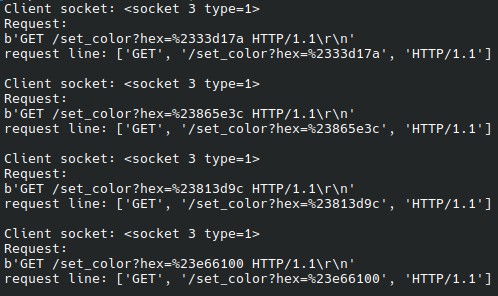 Client socket: <socket 3 type=1>
Request:
b'GET /set_color?hex=%2333d17a HTTP/1.1\r\n'
request line: ['GET', '/set_color?hex=%2333d17a', 'HTTP/1.1']
Client socket: <socket 3 type=1>
Request:
b'GET /set_color?hex=%23865e3c HTTP/1.1\r\n'
request line: ['GET', '/set_color?hex=%23865e3c', 'HTTP/1.1']
Client socket: <socket 3 type=1>
Request:
b'GET /set_color?hex=%23813d9c HTTP/1.1\r\n'
request line: ['GET', '/set_color?hex=%23813d9c', 'HTTP/1.1']
Client socket: <socket 3 type=1>
Request:
b'GET /set_color?hex=%23e66100 HTTP/1.1\r\n'
request line: ['GET', '/set_color?hex=%23e66100', 'HTTP/1.1']